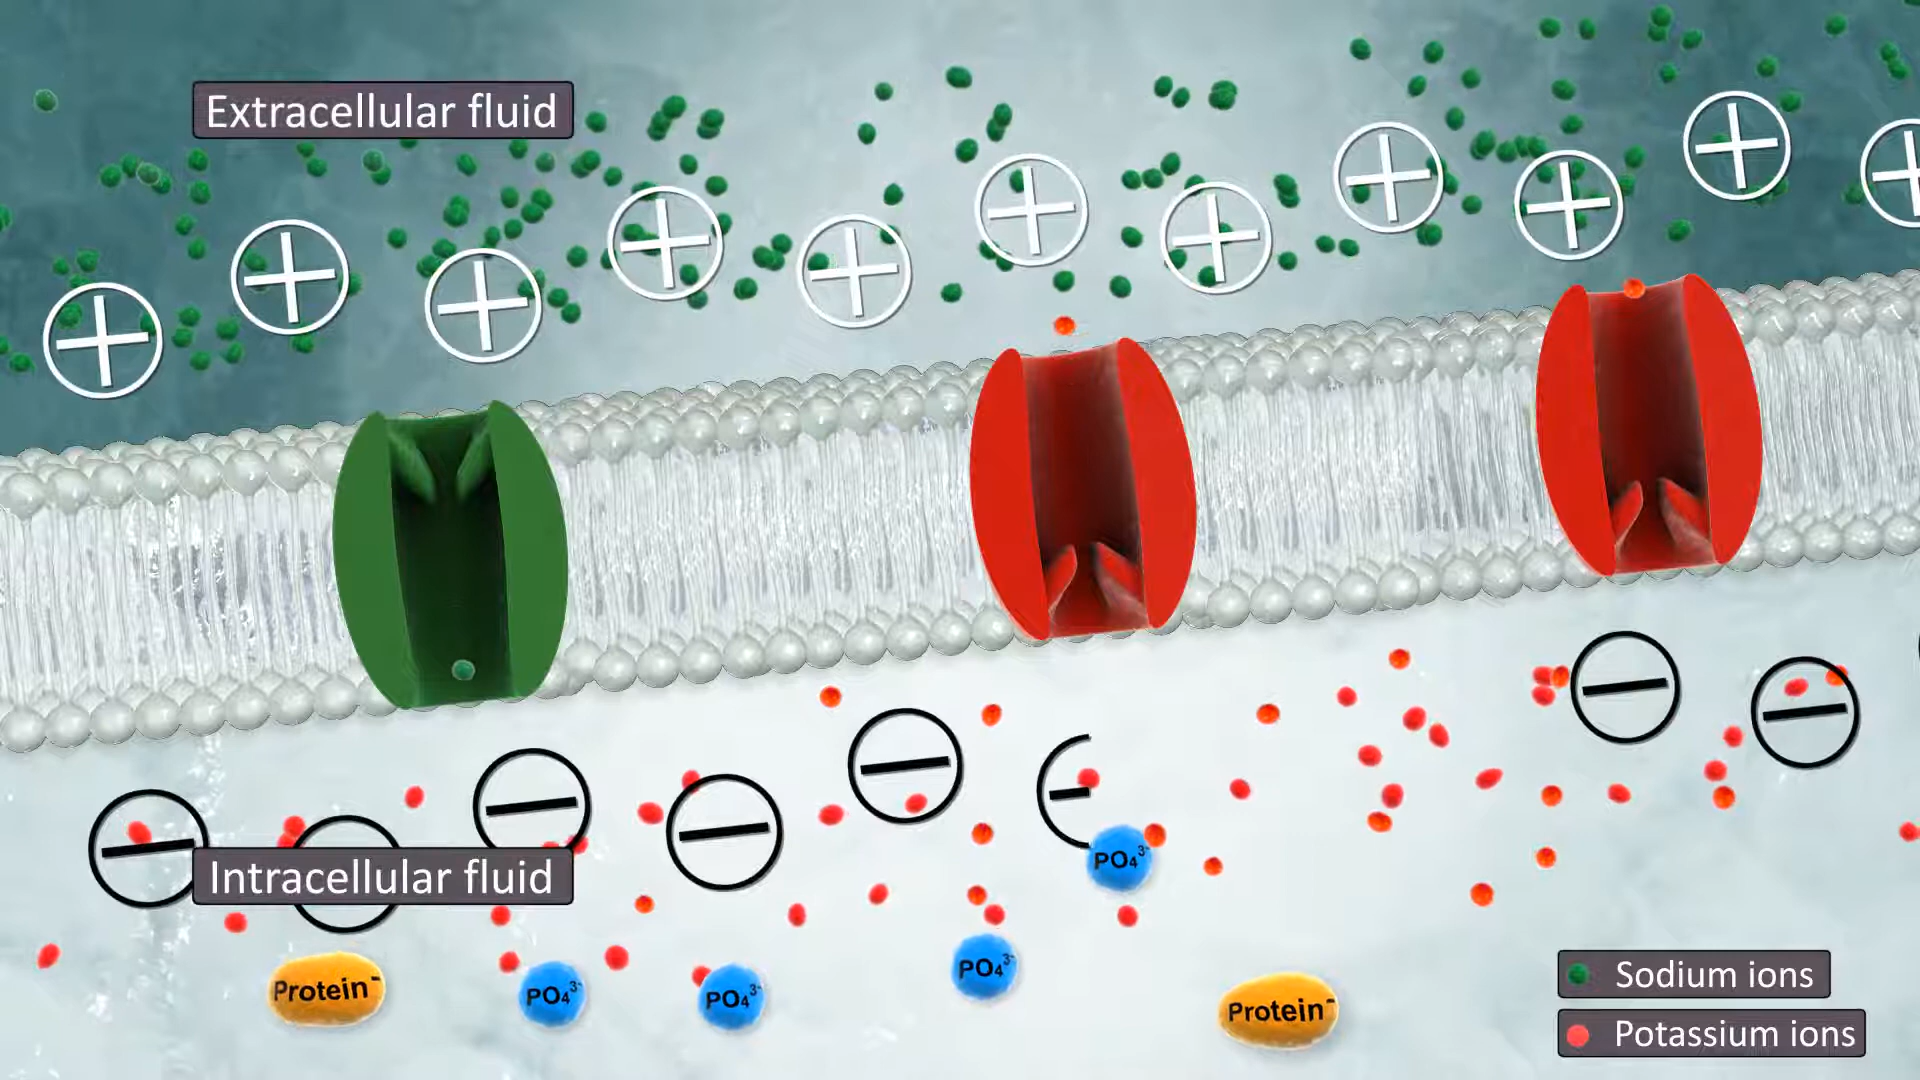 Extracellular fluid
Intracellular fluid
PO₄³⁻
Protein⁻
PO₄³⁻
PO₄³⁻
PO₄³⁻
Protein⁻
Sodium ions
Potassium ions